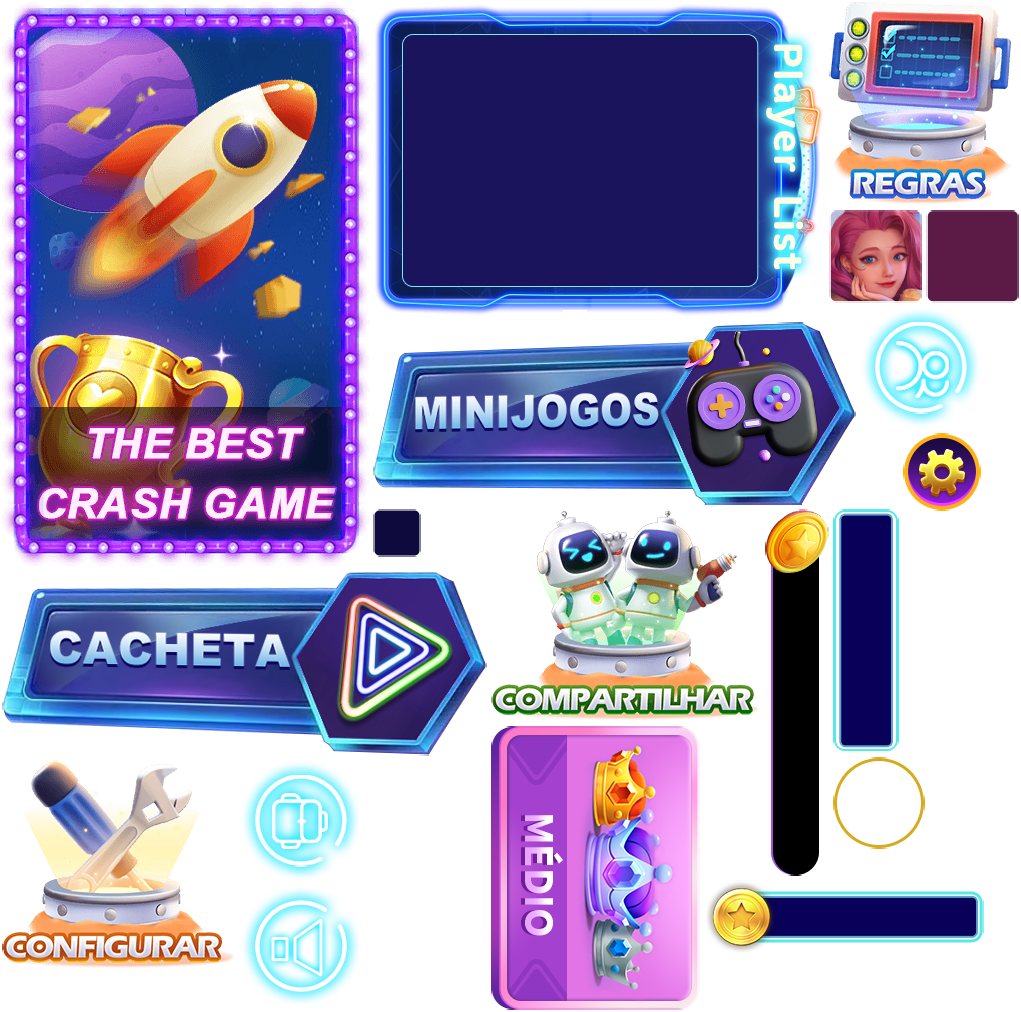 THE BEST
CRASH GAME
Player List
REGRAS
MINIJOGOS
CACHETA
COMPARTILHAR
MÉDIO
CONFIGURAR